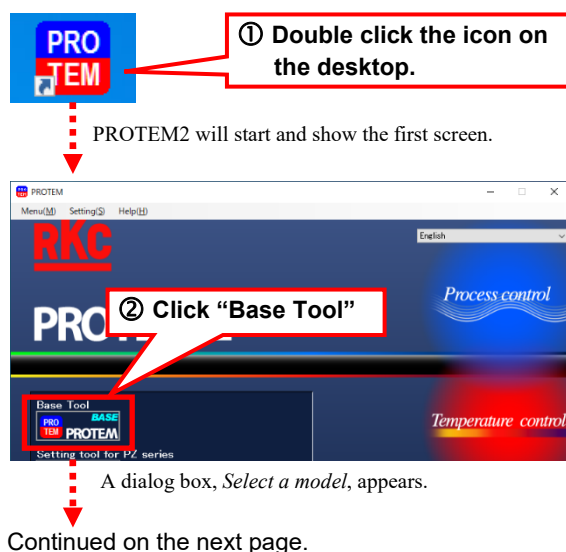 PRO
TEM
① Double click the icon on
the desktop.
PROTEM2 will start and show the first screen.
PROTEM
Menu(M) Setting(S) Help(H)
RKC
English
Process control
② Click “Base Tool”
PRO
Base Tool
PRO TEM BASE PROTEM
Temperature control
Setting tool for PZ series
A dialog box, Select a model, appears.
Continued on the next page.